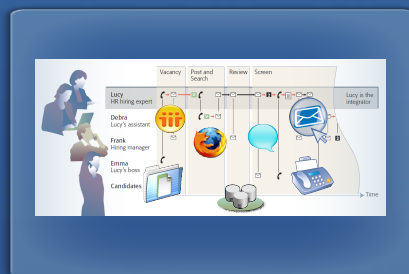 Vacancy
Post and
Search
Review
Screen
Lucy
HR hiring expert
Lucy is the
integrator
Debra
Lucy's assistant
Frank
Hiring manager
Emma
Lucy's boss
Candidates
Time